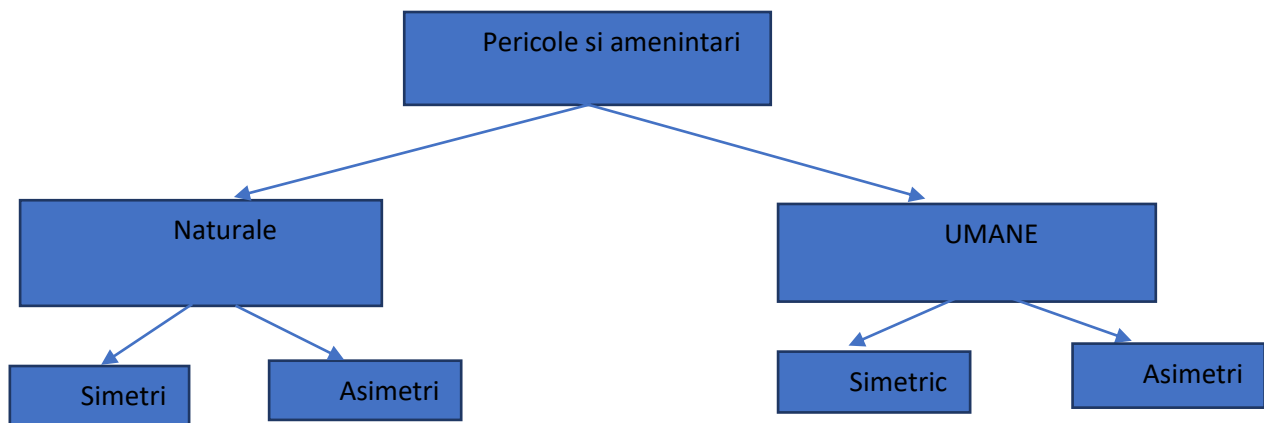 Pericole si amenintari
Naturale
UMANE
Simetri
Asimetri
Simetric
Asimetri